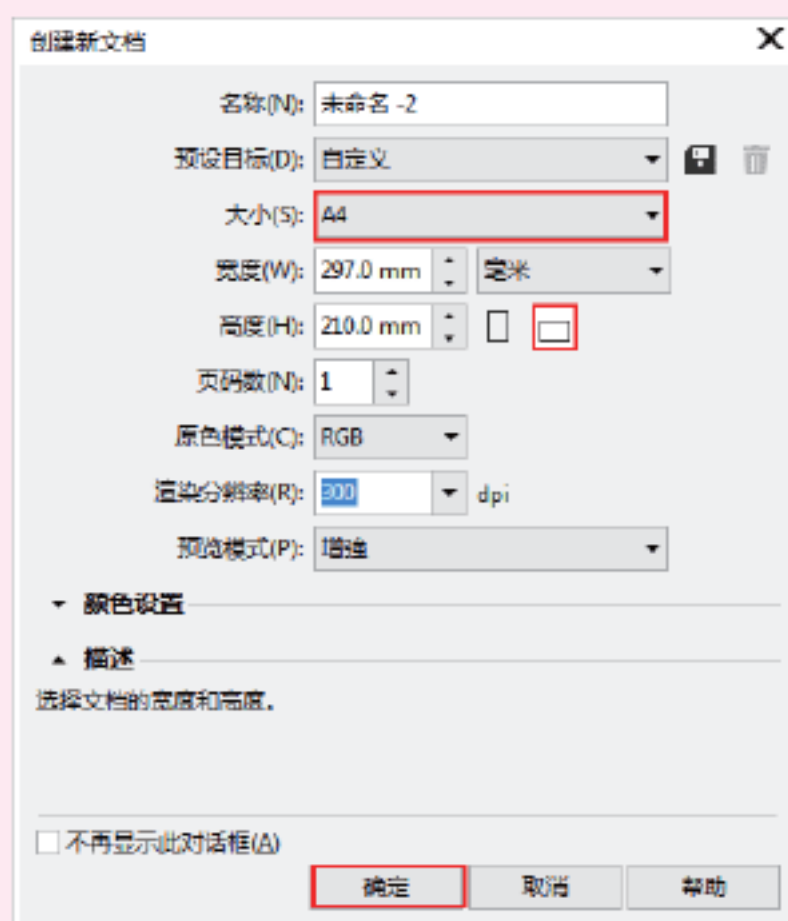 创建新文档
名称(N): 未命名 -2
预设目标(D): 自定义
大小(S): A4
宽度(W): 297.0 mm 毫米
高度(H): 210.0 mm
页码数(N): 1
原色模式(C): RGB
渲染分辨率(R): 300 dpi
预览模式(P): 增强
颜色设置
描述
选择文档的宽度和高度。
不再显示此对话框(A)
确定 取消 帮助